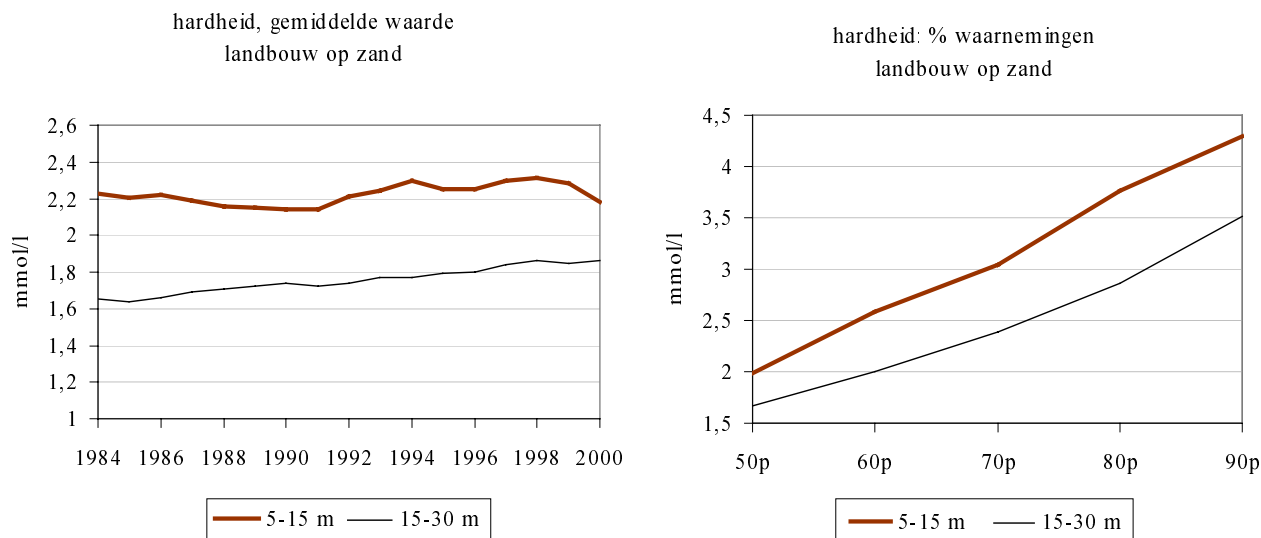 hardheid, gemiddelde waarde
landbouw op zand
2,6
2,4
2,2
2
1,8
1,6
1,4
1,2
1
mmol/l
1984 1986 1988 1990 1992 1994 1996 1998 2000
5-15 m 15-30 m
hardheid: % waarnemingen
landbouw op zand
4,5
4
3,5
3
2,5
2
1,5
mmol/l
50p 60p 70p 80p 90p
5-15 m 15-30 m